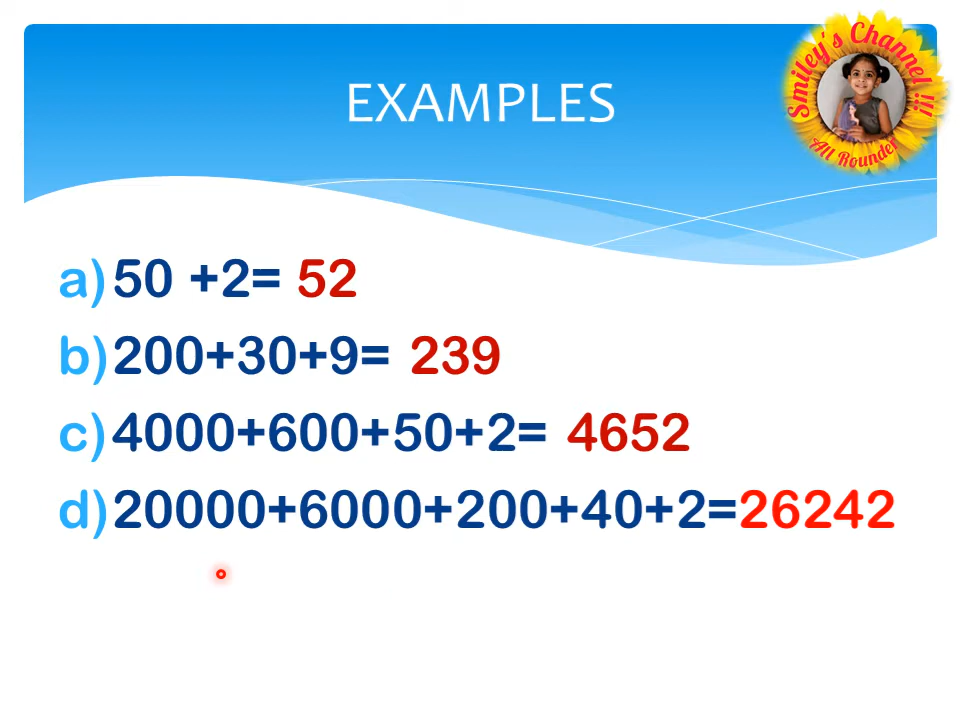 EXAMPLES
Smiley's Channel !!!
All Rounder
a) 50 +2= 52
b) 200+30+9= 239
c) 4000+600+50+2= 4652
d) 20000+6000+200+40+2=26242